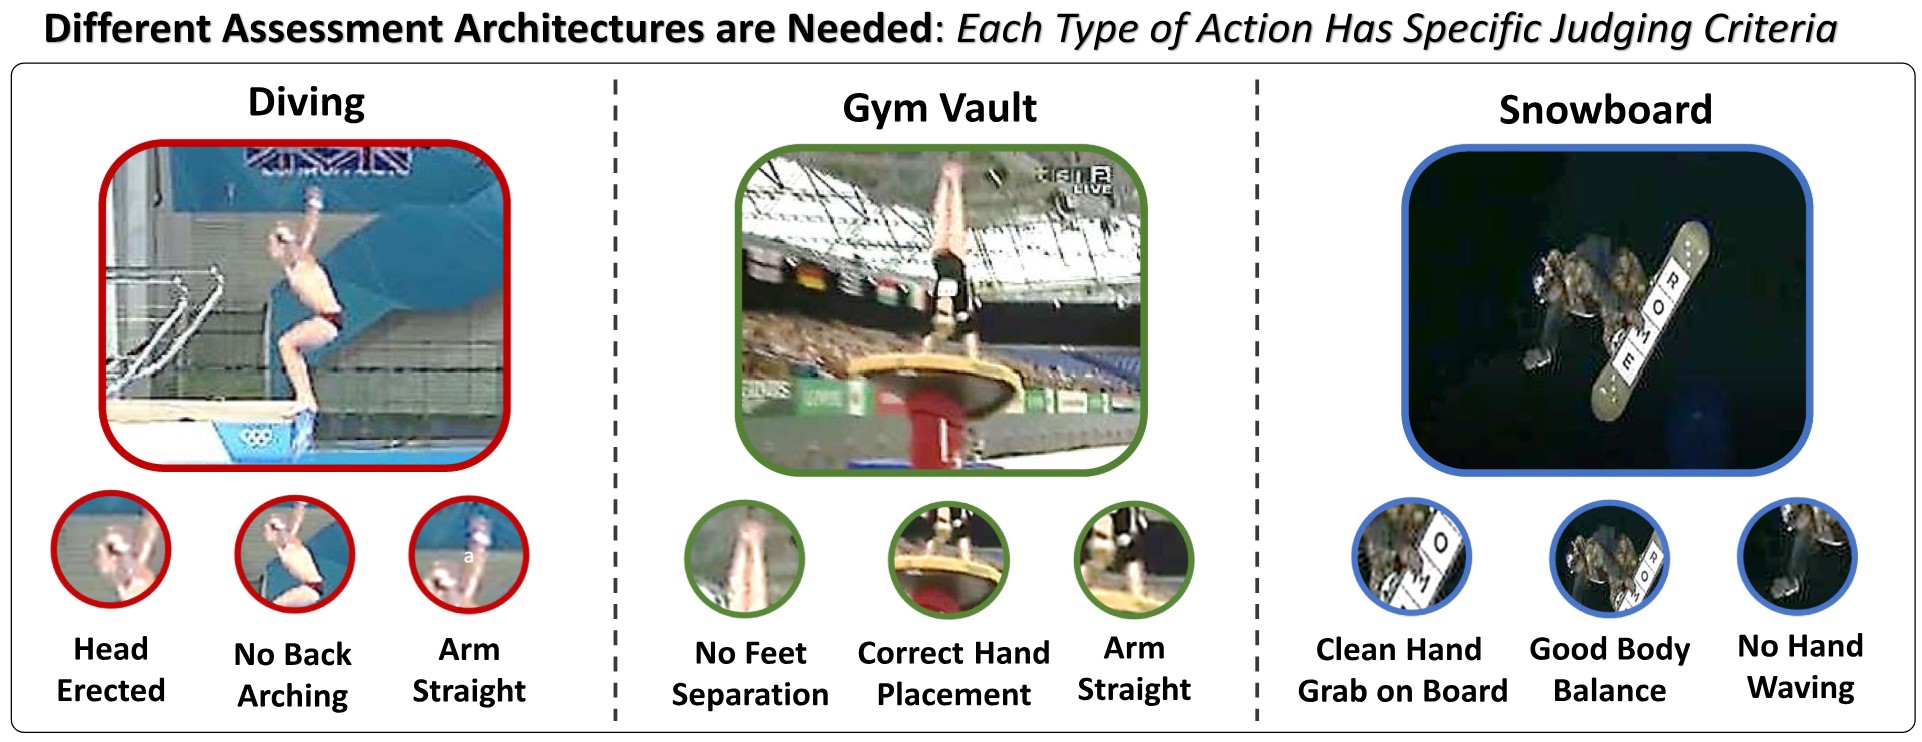 Different Assessment Architectures are Needed: Each Type of Action Has Specific Judging Criteria
Diving
Gym Vault
Snowboard
LIVE
R
O
M
E
a
O
M
R
O
M
Head
Erected
No Back
Arching
Arm
Straight
No Feet
Separation
Correct Hand
Placement
Arm
Straight
Clean Hand
Grab on Board
Good Body
Balance
No Hand
Waving